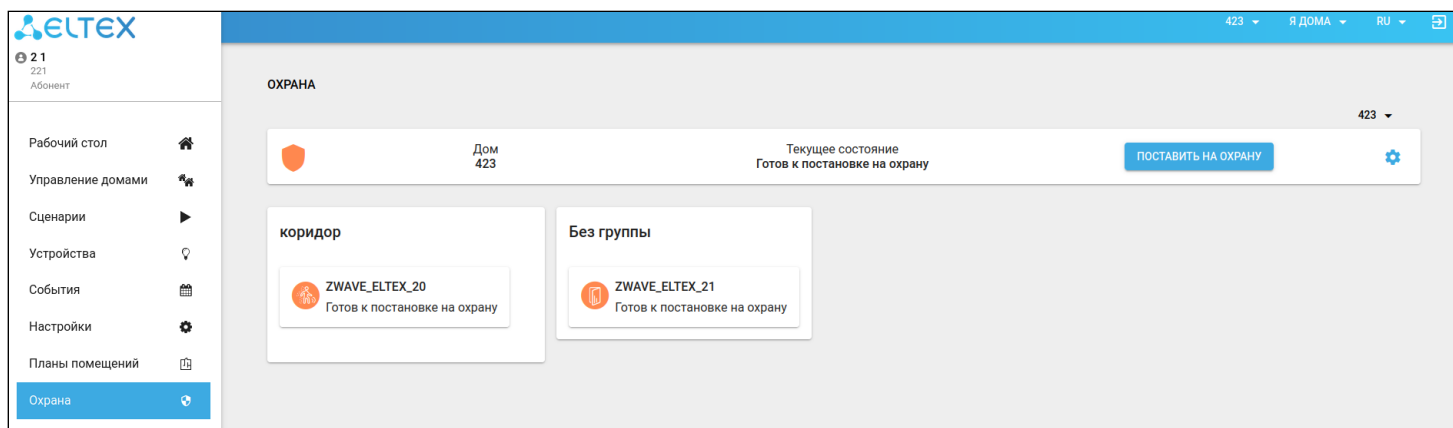 ELTEX
423 Я ДОМА RU
2 1
221
Абонент
ОХРАНА
423
Рабочий стол
Управление домами
Сценарии
Устройства
События
Настройки
Планы помещений
Охрана
Дом
423
Текущее состояние
Готов к постановке на охрану
ПОСТАВИТЬ НА ОХРАНУ
коридор
ZWAVE_ELTEX_20
Готов к постановке на охрану
Без группы
ZWAVE_ELTEX_21
Готов к постановке на охрану